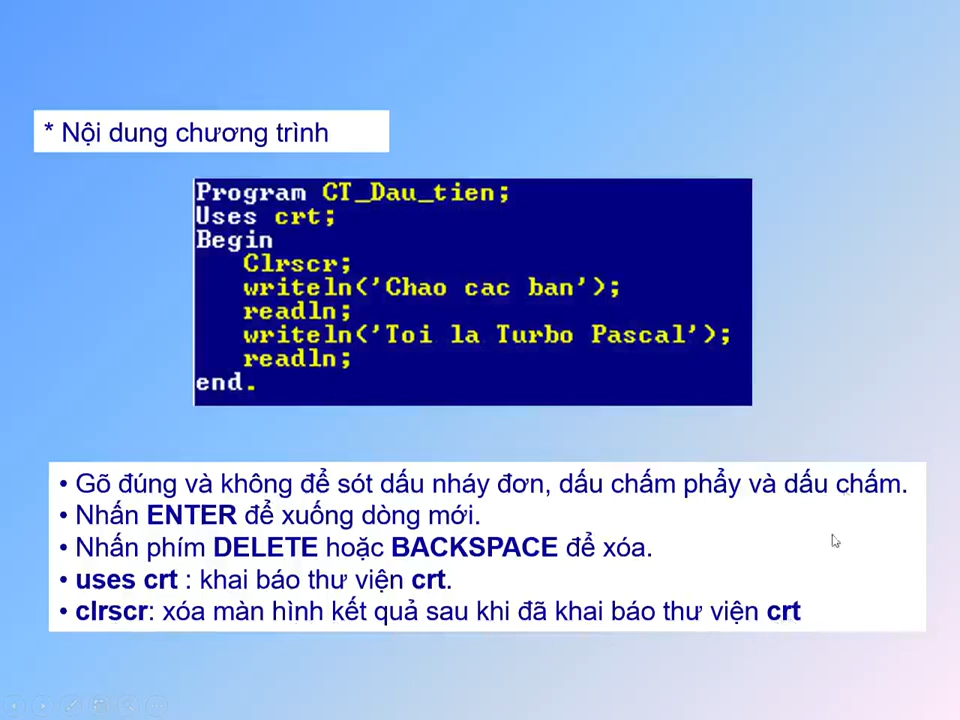 * Nội dung chương trình
Program CT_Dau_tien;
Uses crt;
Begin
Clrscr;
writeln('Chao cac ban');
readln;
writeln('Toi la Turbo Pascal');
readln;
end.
• Gõ đúng và không để sót dấu nháy đơn, dấu chấm phẩy và dấu chấm.
• Nhấn ENTER để xuống dòng mới.
• Nhấn phím DELETE hoặc BACKSPACE để xóa.
• uses crt : khai báo thư viện crt.
• clrscr: xóa màn hình kết quả sau khi đã khai báo thư viện crt